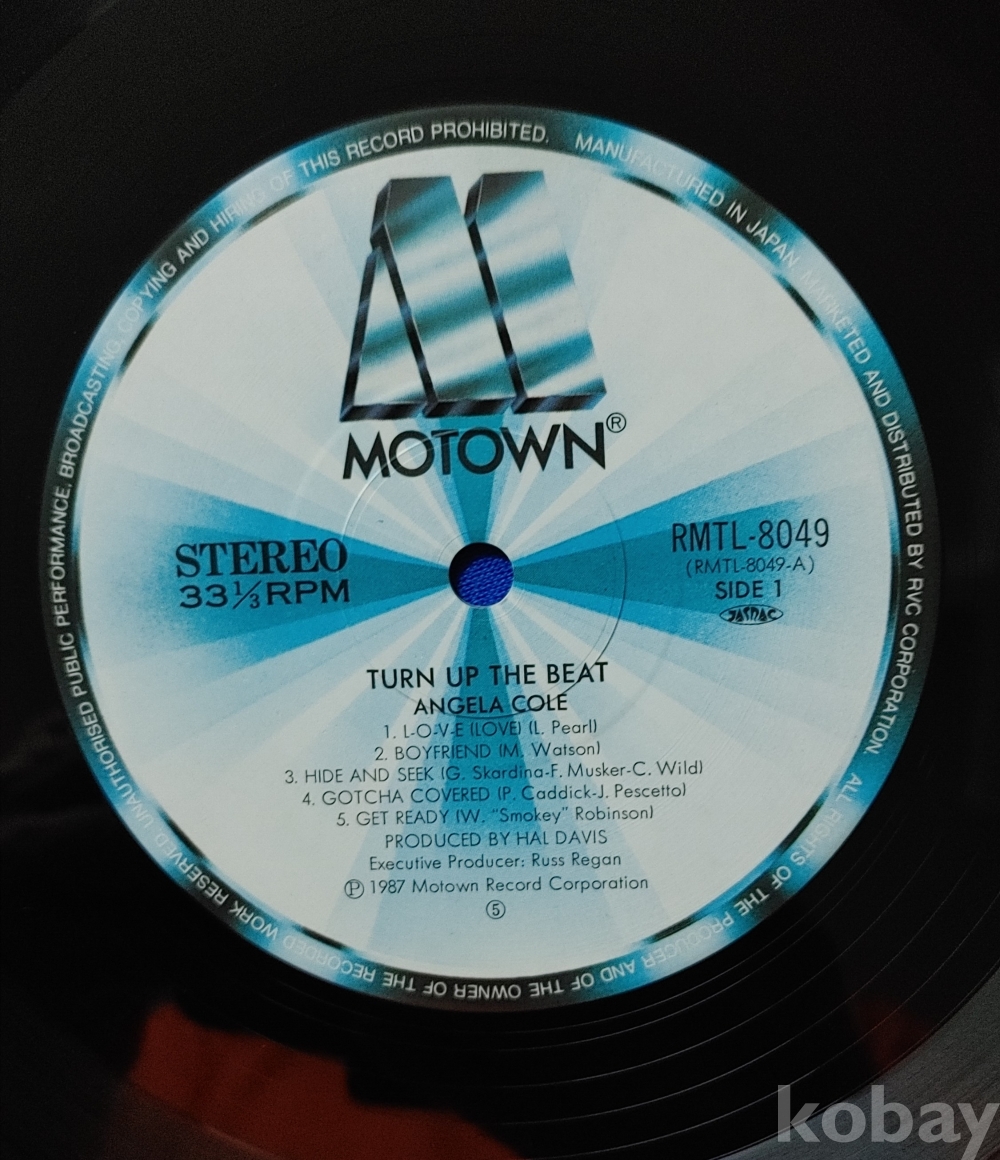 MOTOWN®
STEREO
33⅓RPM
RMTL-8049
(RMTL-8049-A)
SIDE 1
JASRAC
TURN UP THE BEAT
ANGELA COLE
1. L-O-V-E (LOVE) (L. Pearl)
2. BOYFRIEND (M. Watson)
3. HIDE AND SEEK (G. Skardina-F. Musker-C. Wild)
4. GOTCHA COVERED (P. Caddick-J. Pescetto)
5. GET READY (W. "Smokey" Robinson)
PRODUCED BY HAL DAVIS
Executive Producer: Russ Regan
℗ 1987 Motown Record Corporation
⑤
MANUFACTURED IN JAPAN MARKETED AND DISTRIBUTED BY RVC CORPORATION. ALL RIGHTS OF THE PRODUCER AND OF THE OWNER OF THE RECORDED WORK RESERVED. UNAUTHORISED PUBLIC PERFORMANCE, BROADCASTING, COPYING AND HIRING OF THIS RECORD PROHIBITED.
kobay